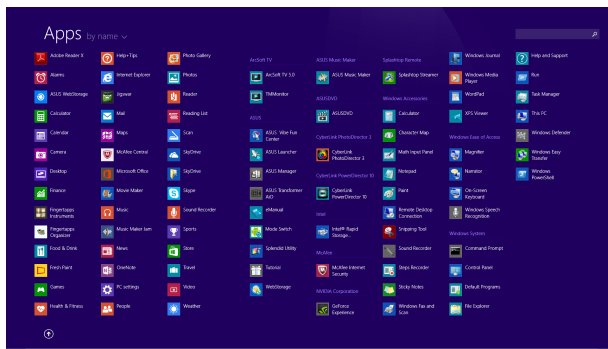 Apps by name
Adobe Reader X
Alarms
ASUS WebStorage
Calculator
Calendar
Camera
Desktop
Finance
Fingertapps
Instruments
Fingertapps
Organizer
Food & Drink
Fresh Paint
Games
Health & Fitness
Help+Tips
Internet Explorer
Jigswar
Mail
Maps
McAfee Central
Microsoft Office
Movie Maker
Music
Music Maker Jam
News
OneNote
PC settings
People
Photo Gallery
Photos
Reader
Reading List
Scan
SkyDrive
SkyDrive
Skype
Sound Recorder
Sports
Store
Travel
Video
Weather
ArcSoft TV
ArcSoft TV 5.0
TMMonitor
ASUS
ASUS Vibe Fun
Center
ASUS Launcher
ASUS Manager
ASUS Transformer
AiO
eManual
Mode Switch
Splendid Utility
Tutorial
WebStorage
ASUS Music Maker
ASUS Music Maker
ASUSDVD
ASUSDVD
CyberLink PhotoDirector 3
CyberLink
PhotoDirector 3
CyberLink PowerDirector 10
CyberLink
PowerDirector 10
Intel
Intel® Rapid
Storage...
McAfee
McAfee Internet
Security
NVIDIA Corporation
GeForce
Experience
Splashtop Remote
Splashtop Streamer
Windows Accessories
Calculator
Character Map
Math Input Panel
Notepad
Paint
Remote Desktop
Connection
Snipping Tool
Sound Recorder
Steps Recorder
Sticky Notes
Windows Fax and
Scan
Windows Journal
Windows Media
Player
WordPad
XPS Viewer
Windows Ease of Access
Magnifier
Narrator
On-Screen
Keyboard
Windows Speech
Recognition
Windows System
Command Prompt
Control Panel
Default Programs
File Explorer
Help and Support
Run
Task Manager
This PC
Windows Defender
Windows Easy
Transfer
Windows
PowerShell